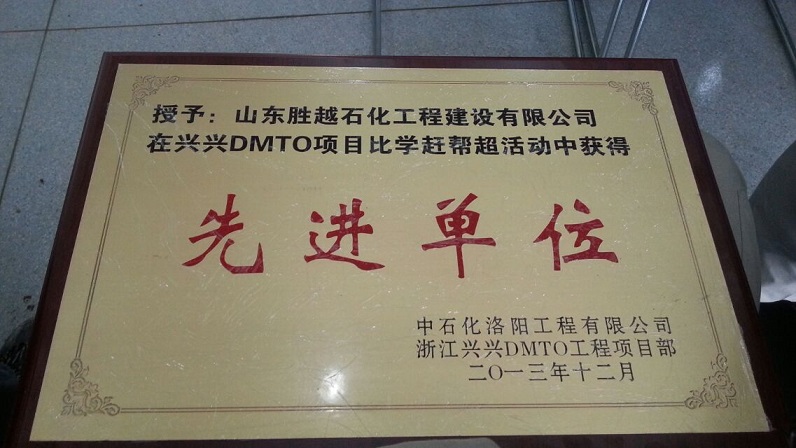 授予：山东胜越石化工程建设有限公司
在兴兴DMTO项目比学赶帮超活动中获得
先进单位
中石化洛阳工程有限公司
浙江兴兴DMTO工程项目部
二〇一三年十二月